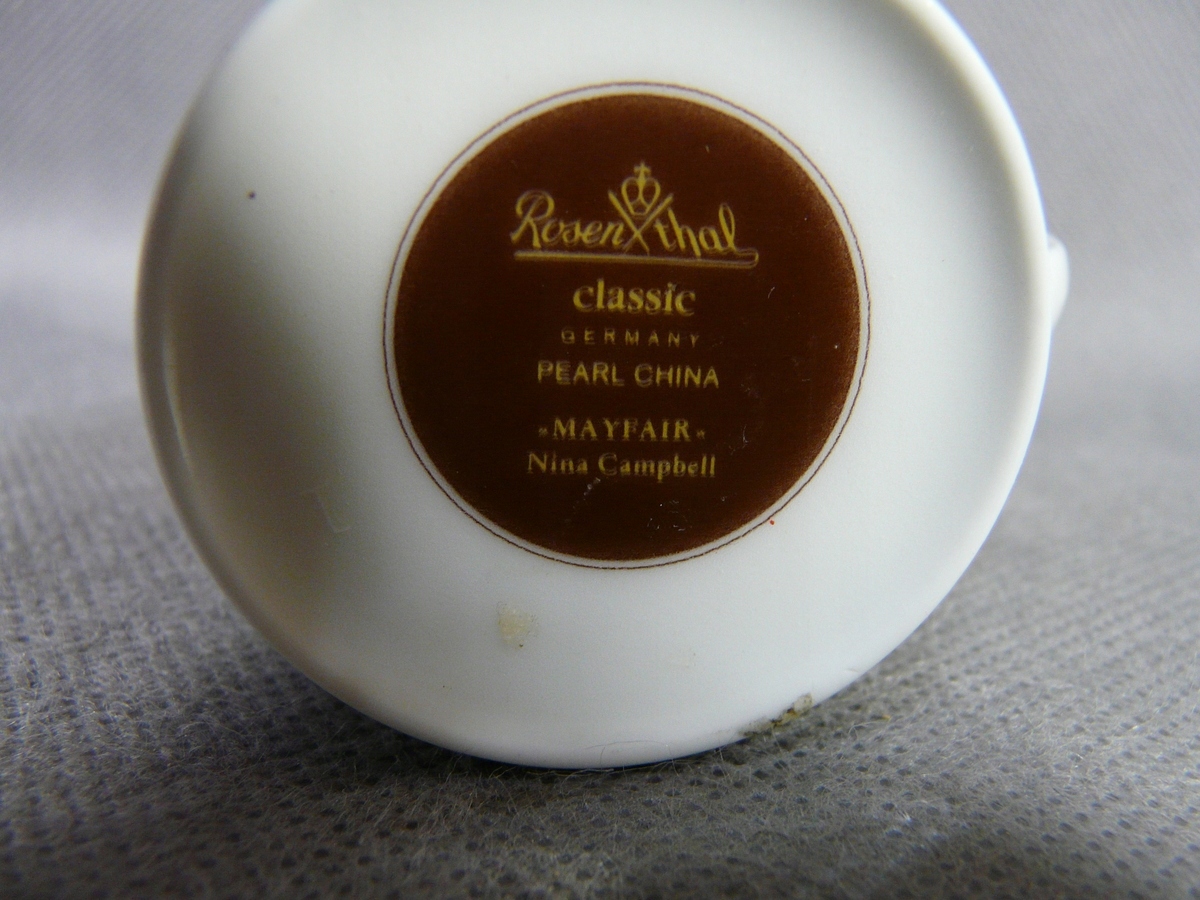 Rosenthal
classic
GERMANY
PEARL CHINA
»MAYFAIR«
Nina Campbell